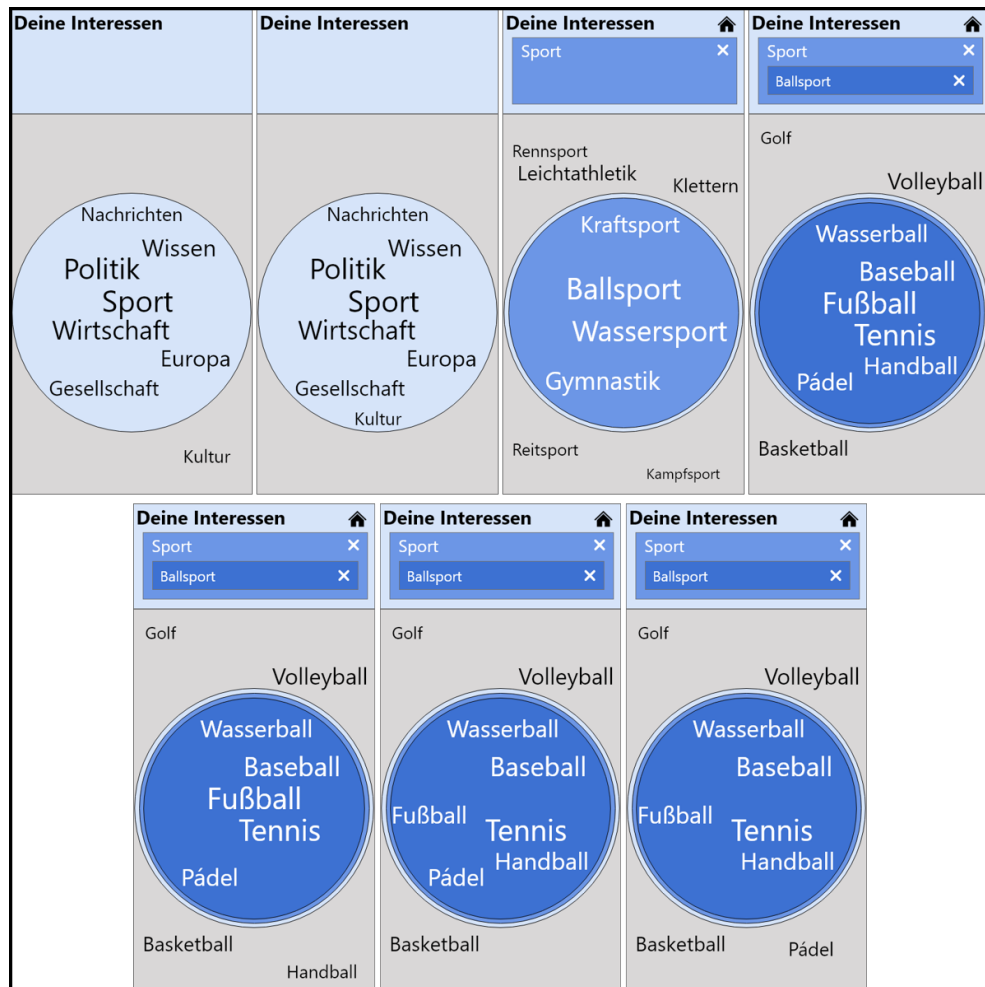 Deine Interessen
Nachrichten
Wissen
Politik
Sport
Wirtschaft
Europa
Gesellschaft
Kultur
Deine Interessen
Nachrichten
Wissen
Politik
Sport
Wirtschaft
Europa
Gesellschaft
Kultur
Deine Interessen
Sport
Rennsport
Leichtathletik
Klettern
Kraftsport
Ballsport
Wassersport
Gymnastik
Reitsport
Kampfsport
Deine Interessen
Sport
Ballsport
Golf
Volleyball
Wasserball
Baseball
Fußball
Tennis
Handball
Pádel
Basketball
Deine Interessen
Sport
Ballsport
Golf
Volleyball
Wasserball
Baseball
Fußball
Tennis
Pádel
Basketball
Handball
Deine Interessen
Sport
Ballsport
Golf
Volleyball
Wasserball
Baseball
Fußball
Tennis
Handball
Pádel
Basketball
Deine Interessen
Sport
Ballsport
Golf
Volleyball
Wasserball
Baseball
Fußball
Tennis
Handball
Basketball
Pádel